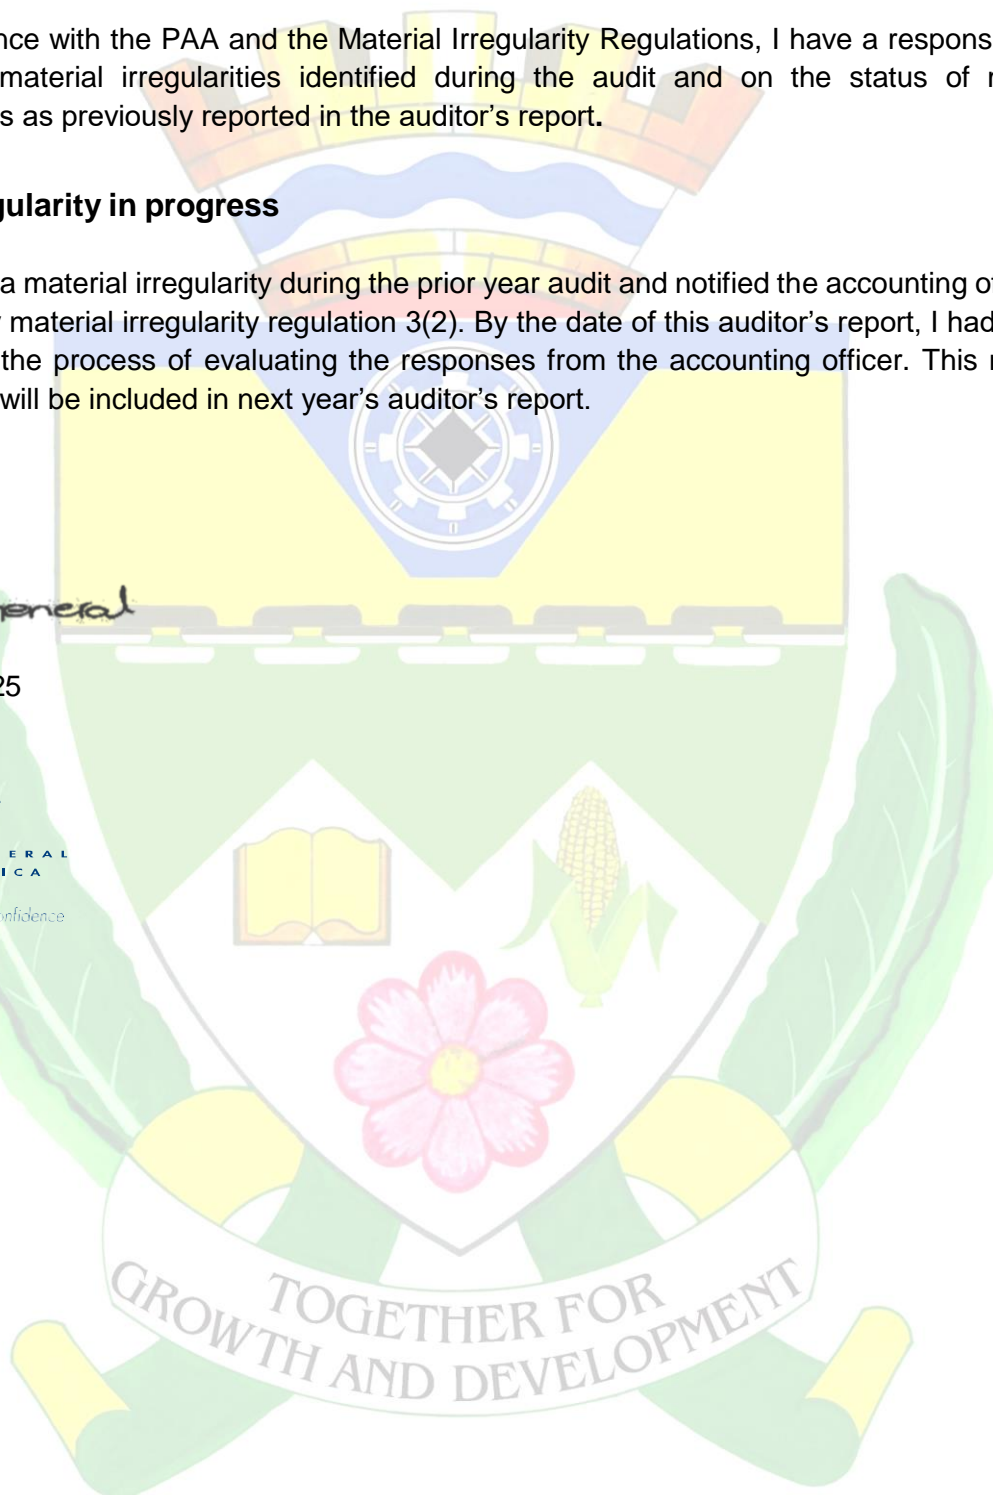 nce with the PAA and the Material Irregularity Regulations, I have a respons
material irregularities identified during the audit and on the status of
s as previously reported in the auditor's report.
gularity in progress
a material irregularity during the prior year audit and notified the accounting of
material irregularity regulation 3(2). By the date of this auditor's report, I had
the process of evaluating the responses from the accounting officer. This
will be included in next year's auditor's report.
general
25
ERAL
ICA
onfidence
TOGETHER FOR
GROWTH AND DEVELOPMENT